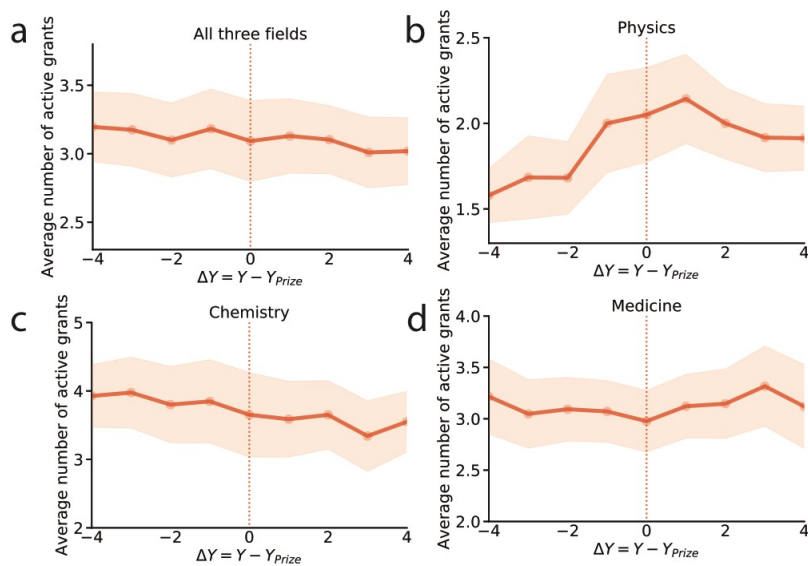 a
All three fields
Average number of active grants
3.5
3.0
2.5
−4
−2
0
2
4
ΔY = Y − Y_Prize
b
Physics
Average number of active grants
2.5
2.0
1.5
−4
−2
0
2
4
ΔY = Y − Y_Prize
c
Chemistry
Average number of active grants
5
4
3
2
−4
−2
0
2
4
ΔY = Y − Y_Prize
d
Medicine
Average number of active grants
4.0
3.5
3.0
2.5
2.0
−4
−2
0
2
4
ΔY = Y − Y_Prize